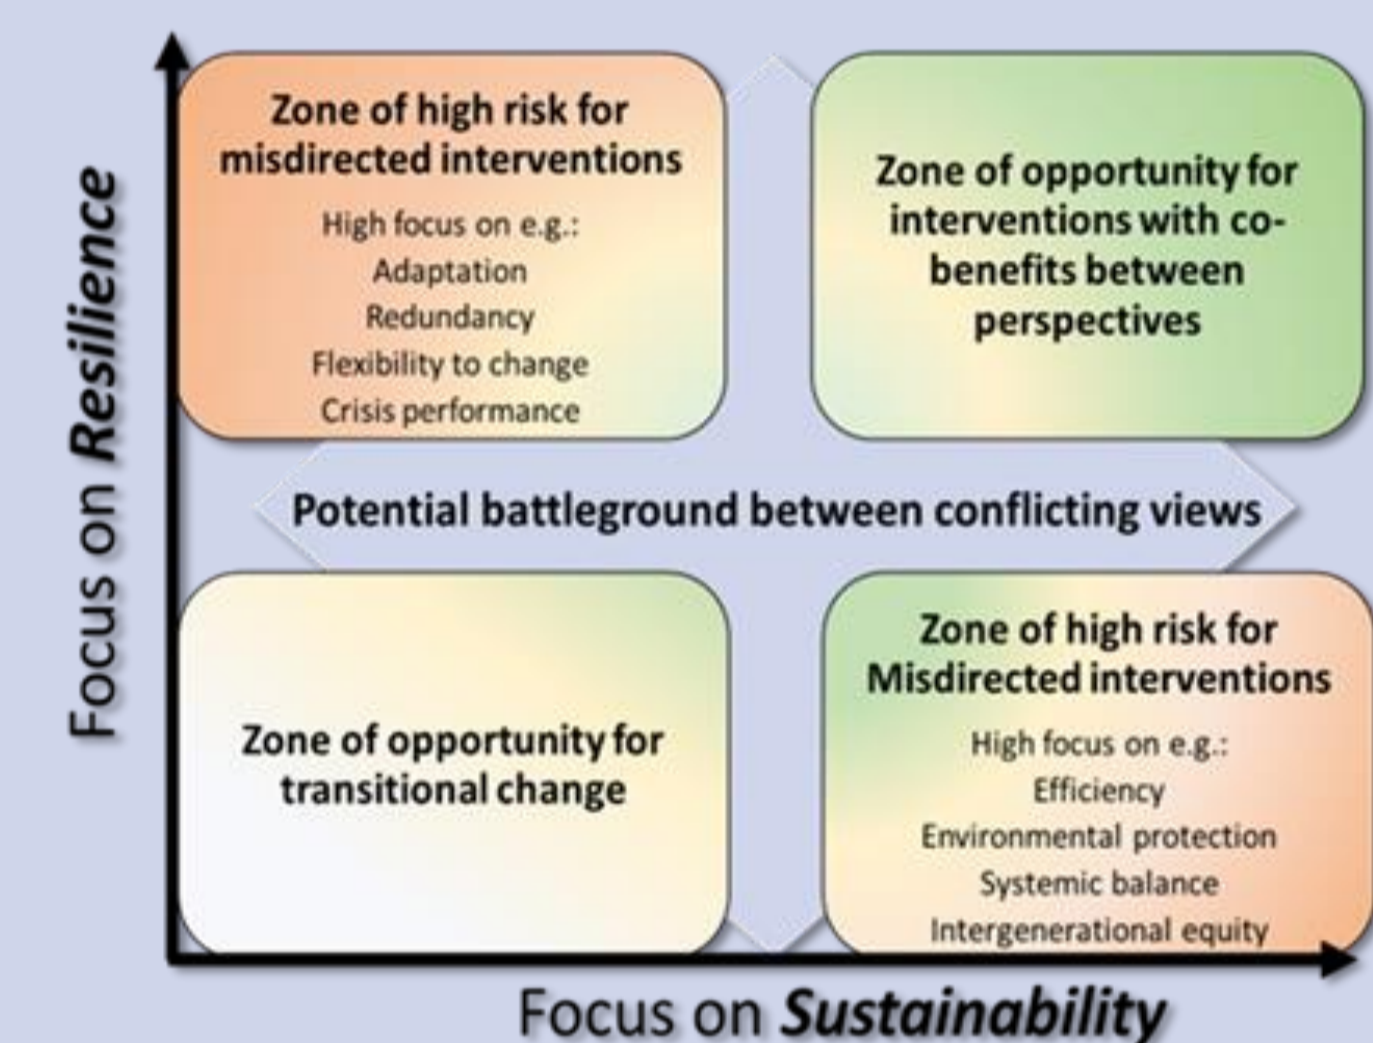 Focus on Resilience
Zone of high risk for
misdirected interventions
High focus on e.g.:
Adaptation
Redundancy
Flexibility to change
Crisis performance
Zone of opportunity for
interventions with co-
benefits between
perspectives
Potential battleground between conflicting views
Zone of opportunity for
transitional change
Zone of high risk for
Misdirected interventions
High focus on e.g.:
Efficiency
Environmental protection
Systemic balance
Intergenerational equity
Focus on Sustainability